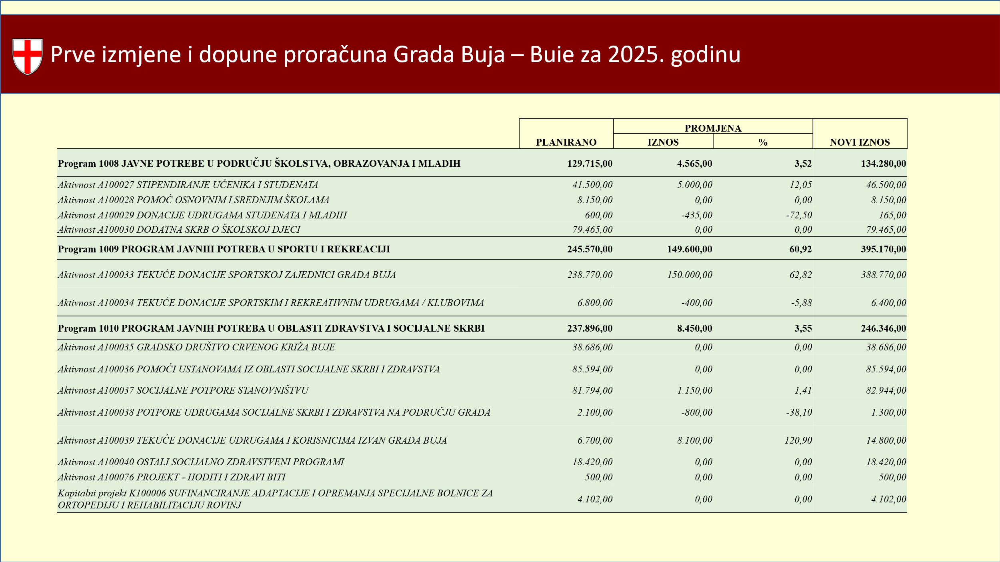 Prve izmjene i dopune proračuna Grada Buja – Buie za 2025. godinu
PROMJENA
PLANIRANO IZNOS % NOVI IZNOS
Program 1008 JAVNE POTREBE U PODRUČJU ŠKOLSTVA, OBRAZOVANJA I MLADIH 129.715,00 4.565,00 3,52 134.280,00
Aktivnost A100027 STIPENDIRANJE UČENIKA I STUDENATA 41.500,00 5.000,00 12,05 46.500,00
Aktivnost A100028 POMOĆ OSNOVNIM I SREDNJIM ŠKOLAMA 8.150,00 0,00 0,00 8.150,00
Aktivnost A100029 DONACIJE UDRUGAMA STUDENATA I MLADIH 600,00 -435,00 -72,50 165,00
Aktivnost A100030 DODATNA SKRB O ŠKOLSKOJ DJECI 79.465,00 0,00 0,00 79.465,00
Program 1009 PROGRAM JAVNIH POTREBA U SPORTU I REKREACIJI 245.570,00 149.600,00 60,92 395.170,00
Aktivnost A100033 TEKUĆE DONACIJE SPORTSKOJ ZAJEDNICI GRADA BUJA 238.770,00 150.000,00 62,82 388.770,00
Aktivnost A100034 TEKUĆE DONACIJE SPORTSKIM I REKREATIVNIM UDRUGAMA / KLUBOVIMA 6.800,00 -400,00 -5,88 6.400,00
Program 1010 PROGRAM JAVNIH POTREBA U OBLASTI ZDRAVSTVA I SOCIJALNE SKRBI 237.896,00 8.450,00 3,55 246.346,00
Aktivnost A100035 GRADSKO DRUŠTVO CRVENOG KRIŽA BUJE 38.686,00 0,00 0,00 38.686,00
Aktivnost A100036 POMOĆI USTANOVAMA IZ OBLASTI SOCIJALNE SKRBI I ZDRAVSTVA 85.594,00 0,00 0,00 85.594,00
Aktivnost A100037 SOCIJALNE POTPORE STANOVNIŠTVU 81.794,00 1.150,00 1,41 82.944,00
Aktivnost A100038 POTPORE UDRUGAMA SOCIJALNE SKRBI I ZDRAVSTVA NA PODRUČJU GRADA 2.100,00 -800,00 -38,10 1.300,00
Aktivnost A100039 TEKUĆE DONACIJE UDRUGAMA I KORISNICIMA IZVAN GRADA BUJA 6.700,00 8.100,00 120,90 14.800,00
Aktivnost A100040 OSTALI SOCIJALNO ZDRAVSTVENI PROGRAMI 18.420,00 0,00 0,00 18.420,00
Aktivnost A100076 PROJEKT - HODITI I ZDRAVI BITI 500,00 0,00 0,00 500,00
Kapitalni projekt K100006 SUFINANCIRANJE ADAPTACIJE I OPREMANJA SPECIJALNE BOLNICE ZA
ORTOPEDIJU I REHABILITACIJU ROVINJ 4.102,00 0,00 0,00 4.102,00